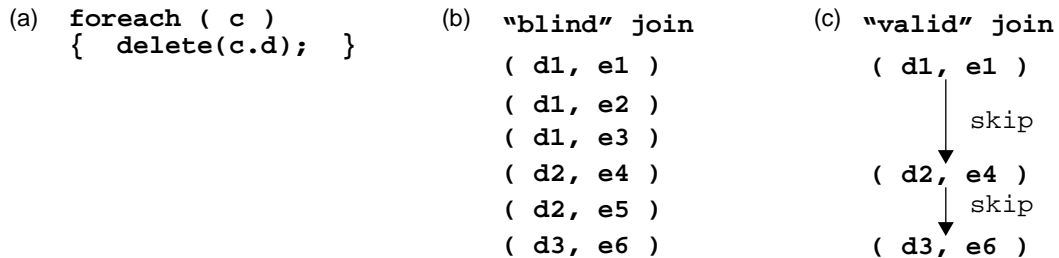 (a) foreach ( c )
{ delete(c.d); }
(b) “blind” join
( d1, e1 )
( d1, e2 )
( d1, e3 )
( d2, e4 )
( d2, e5 )
( d3, e6 )
(c) “valid” join
( d1, e1 )
skip
( d2, e4 )
skip
( d3, e6 )